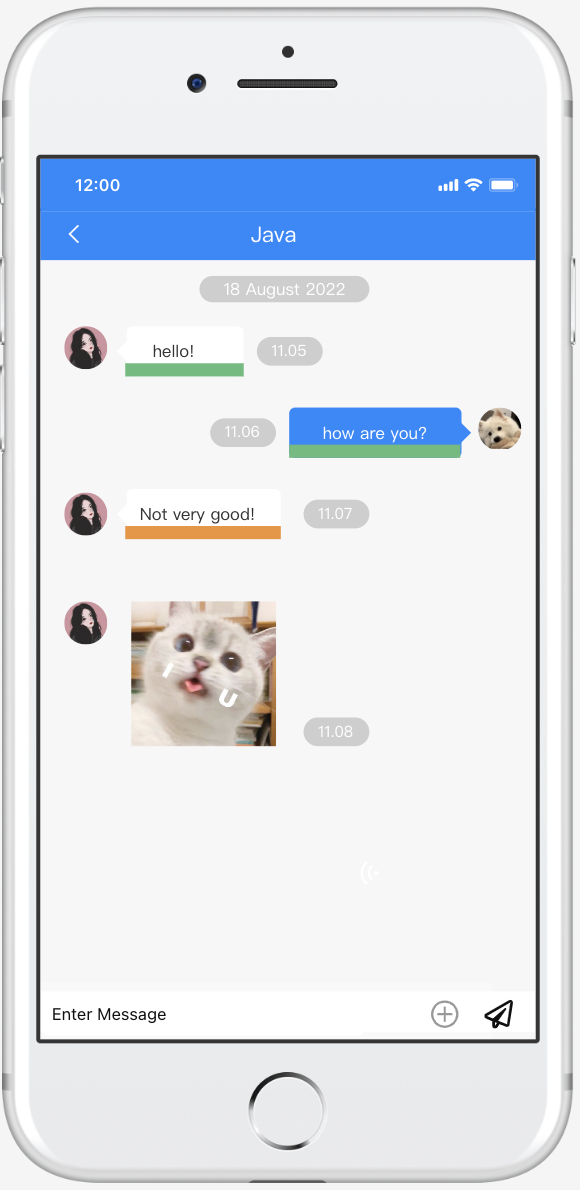 12:00
Java
18 August 2022
hello!
11.05
11.06
how are you?
Not very good!
11.07
I
U
11.08
Enter Message